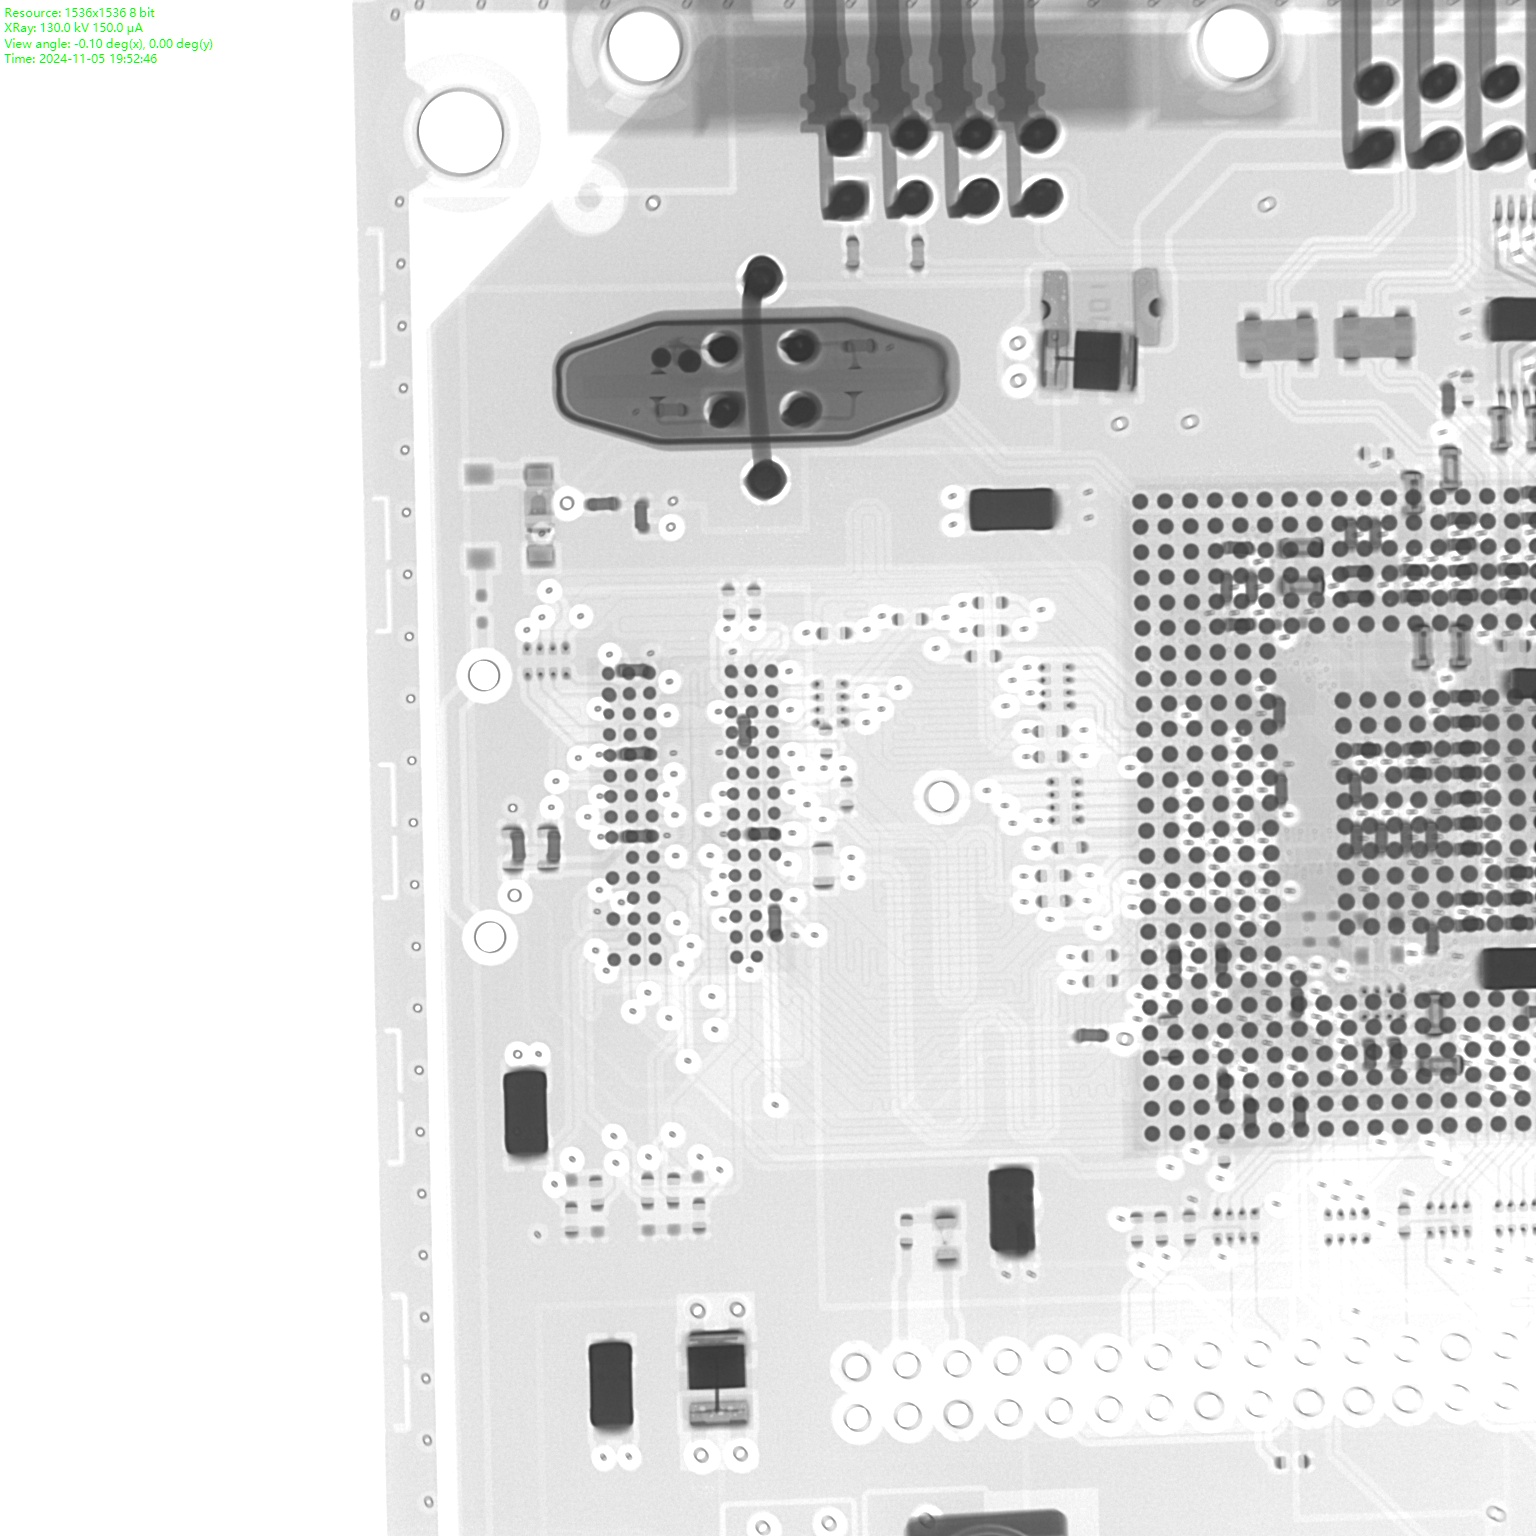 Resource: 1536x1536 8 bit
XRay: 130.0 kV 150.0 µA
View angle: -0.10 deg(x), 0.00 deg(y)
Time: 2024-11-05 19:52:46
101